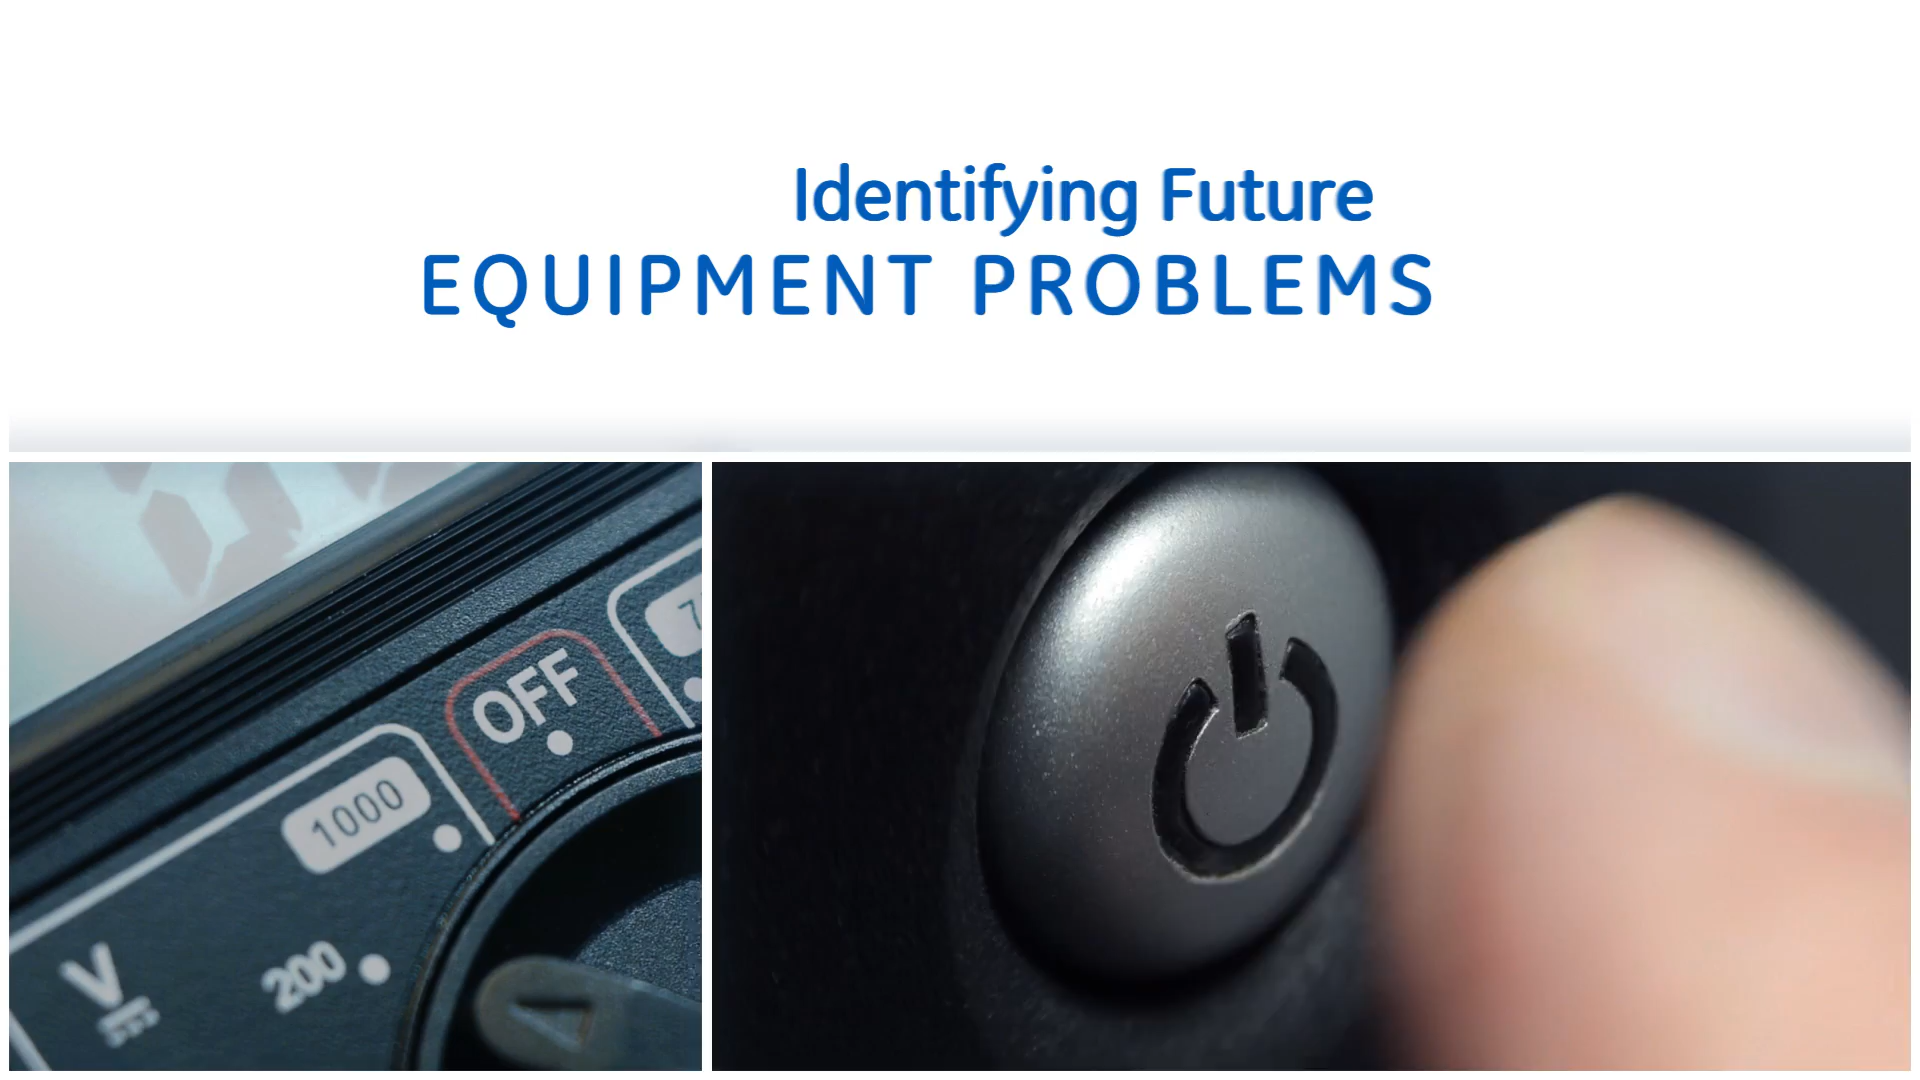 Identifying Future
EQUIPMENT PROBLEMS
OFF
1000
200
V